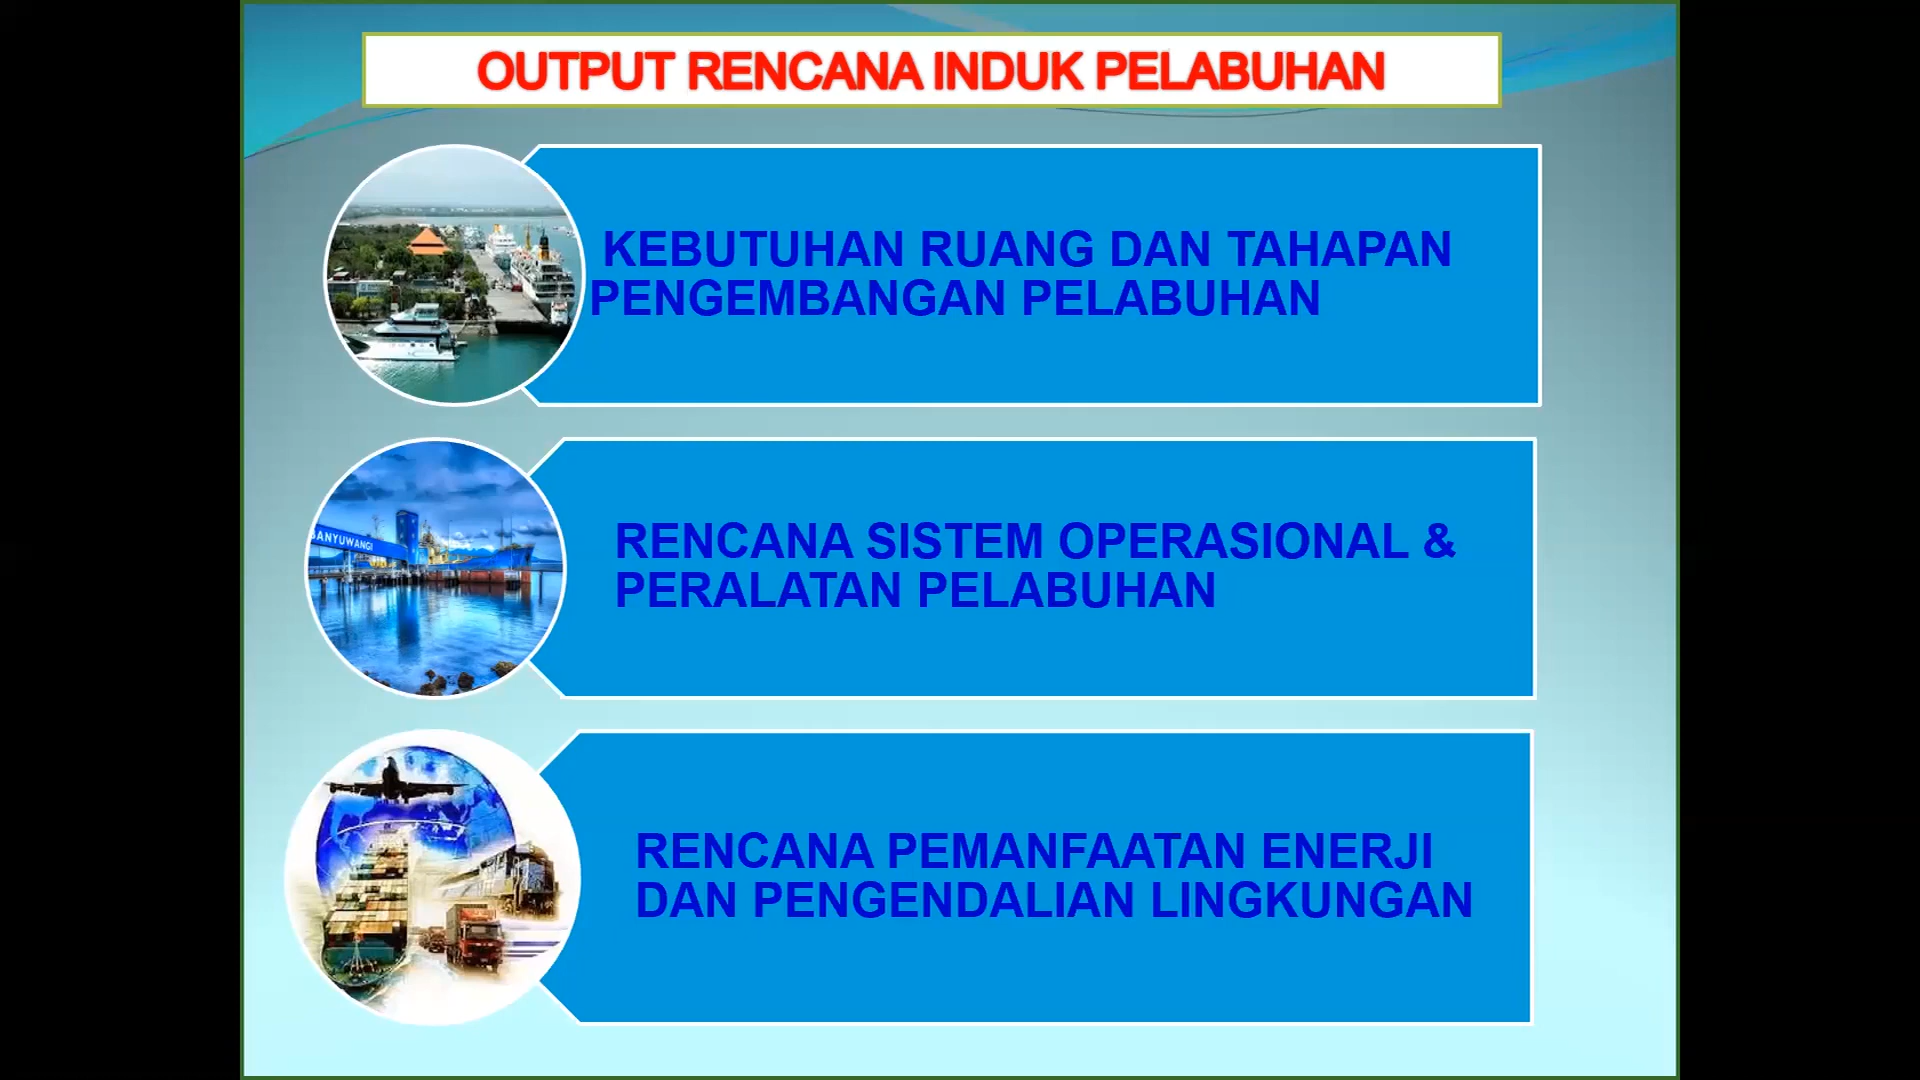 OUTPUT RENCANA INDUK PELABUHAN
KEBUTUHAN RUANG DAN TAHAPAN
PENGEMBANGAN PELABUHAN
BANYUWANGI
RENCANA SISTEM OPERASIONAL &
PERALATAN PELABUHAN
RENCANA PEMANFAATAN ENERJI
DAN PENGENDALIAN LINGKUNGAN